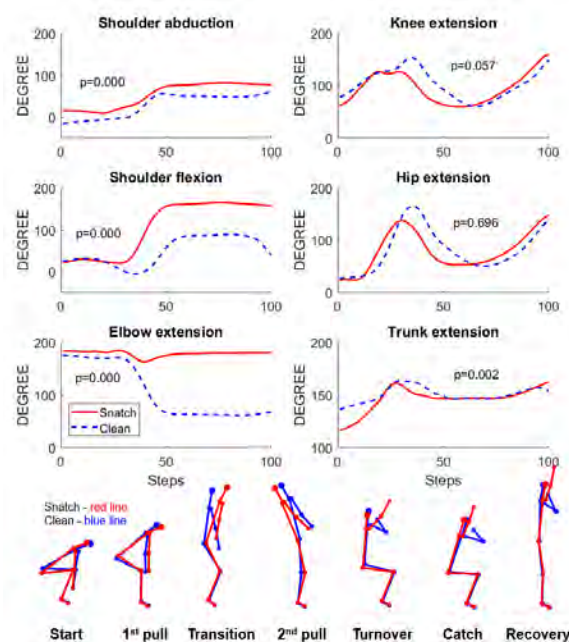 Shoulder abduction
Knee extension
DEGREE
200
100
0
p=0.000
0
50
100
DEGREE
200
100
0
p=0.057
0
50
100
Shoulder flexion
Hip extension
DEGREE
200
100
0
p=0.000
0
50
100
DEGREE
200
100
0
p=0.696
0
50
100
Elbow extension
Trunk extension
DEGREE
200
100
0
p=0.000
Snatch
Clean
0
50
100
Steps
DEGREE
200
150
100
p=0.002
0
50
100
Steps
Snatch - red line
Clean - blue line
Start
1st pull
Transition
2nd pull
Turnover
Catch
Recovery